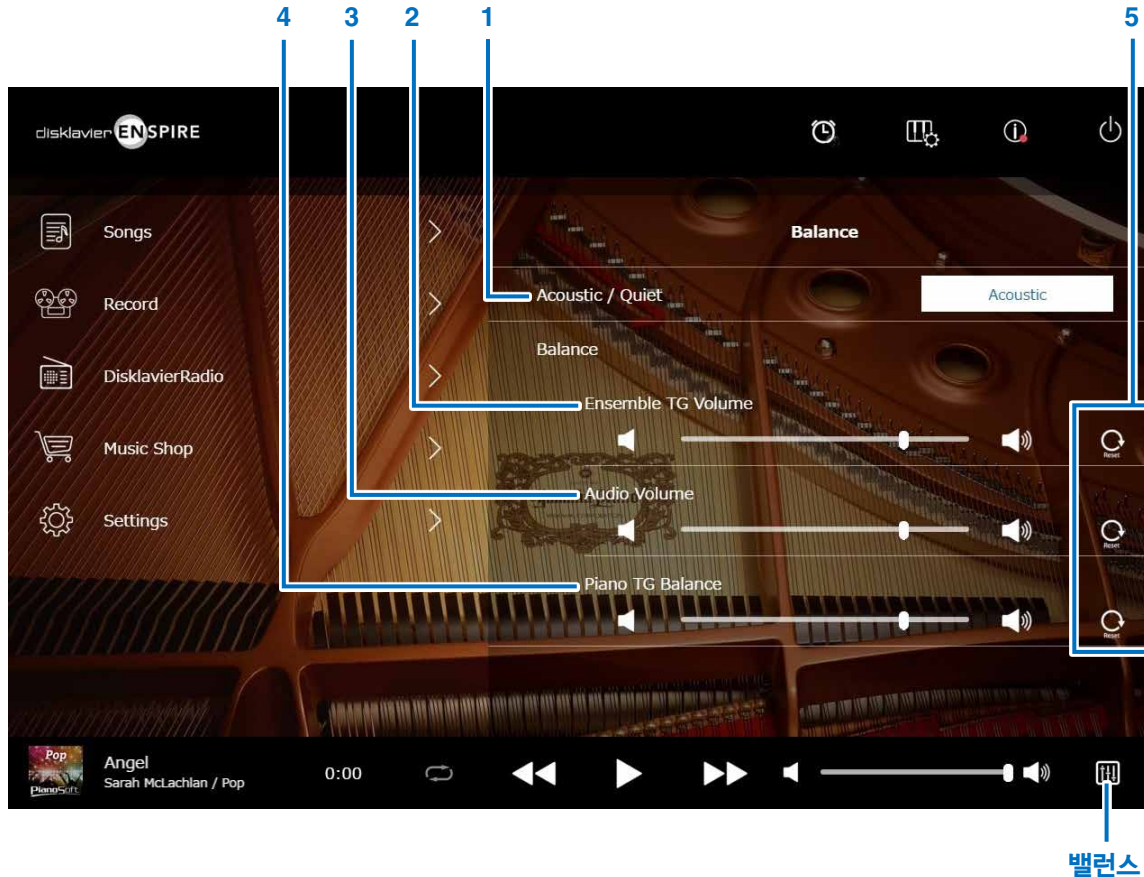 4 3 2 1 5
disklavier ENSPIRE
Songs
Record
DisklavierRadio
Music Shop
Settings
Balance
Acoustic / Quiet Acoustic
Balance
Ensemble TG Volume
Reset
Audio Volume
Reset
Piano TG Balance
Reset
Pop
PianoSoft
Angel
Sarah McLachlan / Pop
0:00
밸런스